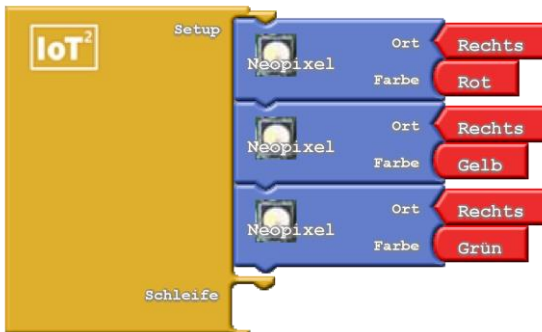 IoT²
Setup
Neopixel
Ort
Rechts
Farbe
Rot
Neopixel
Ort
Rechts
Farbe
Gelb
Neopixel
Ort
Rechts
Farbe
Grün
Schleife